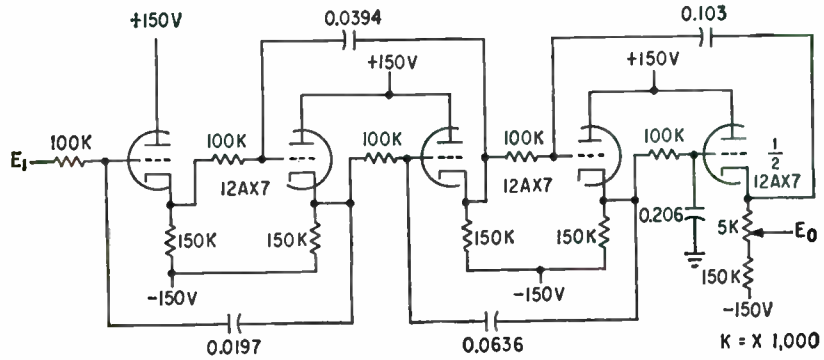 0.0394
0.103
+150V
+150V
+150V
100K
100K
100K
100K
100K
E1
12AX7
12AX7
1/2
12AX7
0.206
150K
150K
150K
150K
5K
E0
150K
-150V
-150V
-150V
0.0197
0.0636
K = X 1,000